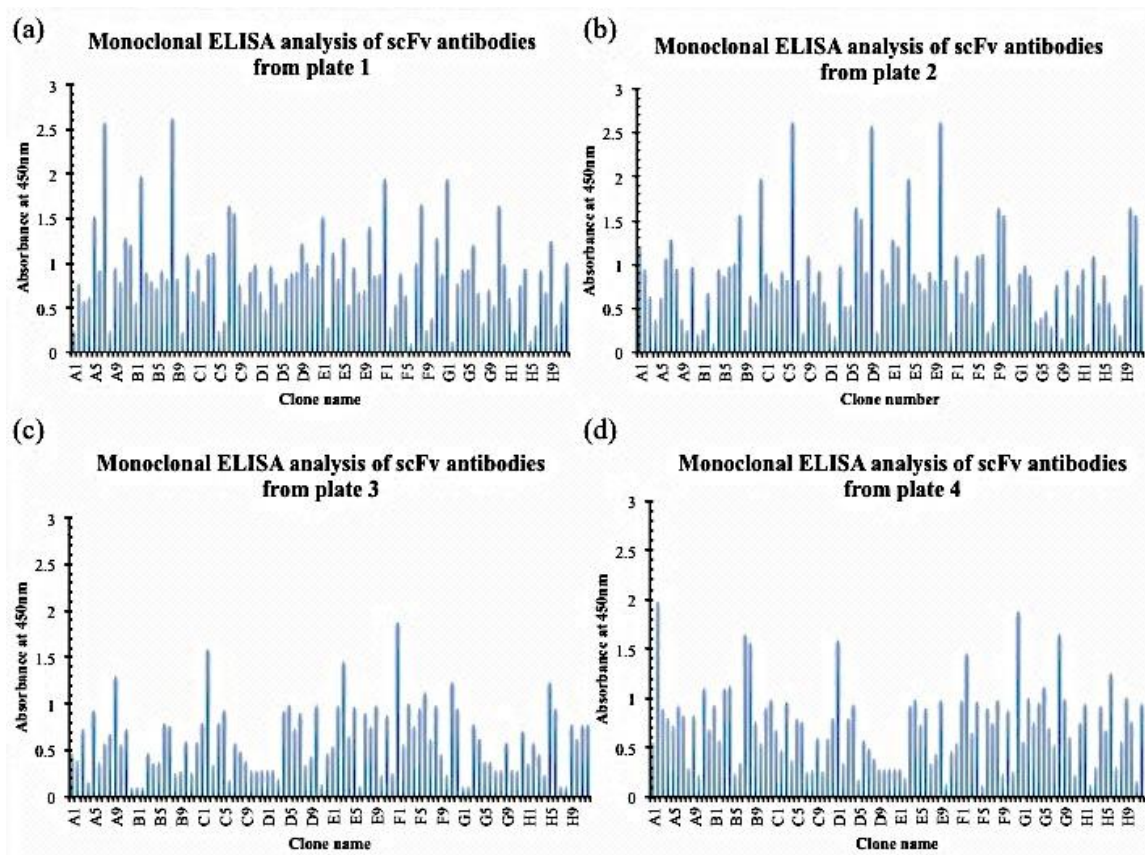 (a)
Monoclonal ELISA analysis of scFv antibodies
from plate 1
Absorbance at 450nm
3
2.5
2
1.5
1
0.5
0
A1 A5 A9 B1 B5 B9 C1 C5 C9 D1 D5 D9 E1 E5 E9 F1 F5 F9 G1 G5 G9 H1 H5 H9
Clone name
(b)
Monoclonal ELISA analysis of scFv antibodies
from plate 2
Absorbance at 450nm
3
2.5
2
1.5
1
0.5
0
A1 A5 A9 B1 B5 B9 C1 C5 C9 D1 D5 D9 E1 E5 E9 F1 F5 F9 G1 G5 G9 H1 H5 H9
Clone number
(c)
Monoclonal ELISA analysis of scFv antibodies
from plate 3
Absorbance at 450nm
3
2.5
2
1.5
1
0.5
0
A1 A5 A9 B1 B5 B9 C1 C5 C9 D1 D5 D9 E1 E5 E9 F1 F5 F9 G1 G5 G9 H1 H5 H9
Clone name
(d)
Monoclonal ELISA analysis of scFv antibodies
from plate 4
Absorbance at 450nm
3
2.5
2
1.5
1
0.5
0
A1 A5 A9 B1 B5 B9 C1 C5 C9 D1 D5 D9 E1 E5 E9 F1 F5 F9 G1 G5 G9 H1 H5 H9
Clone name